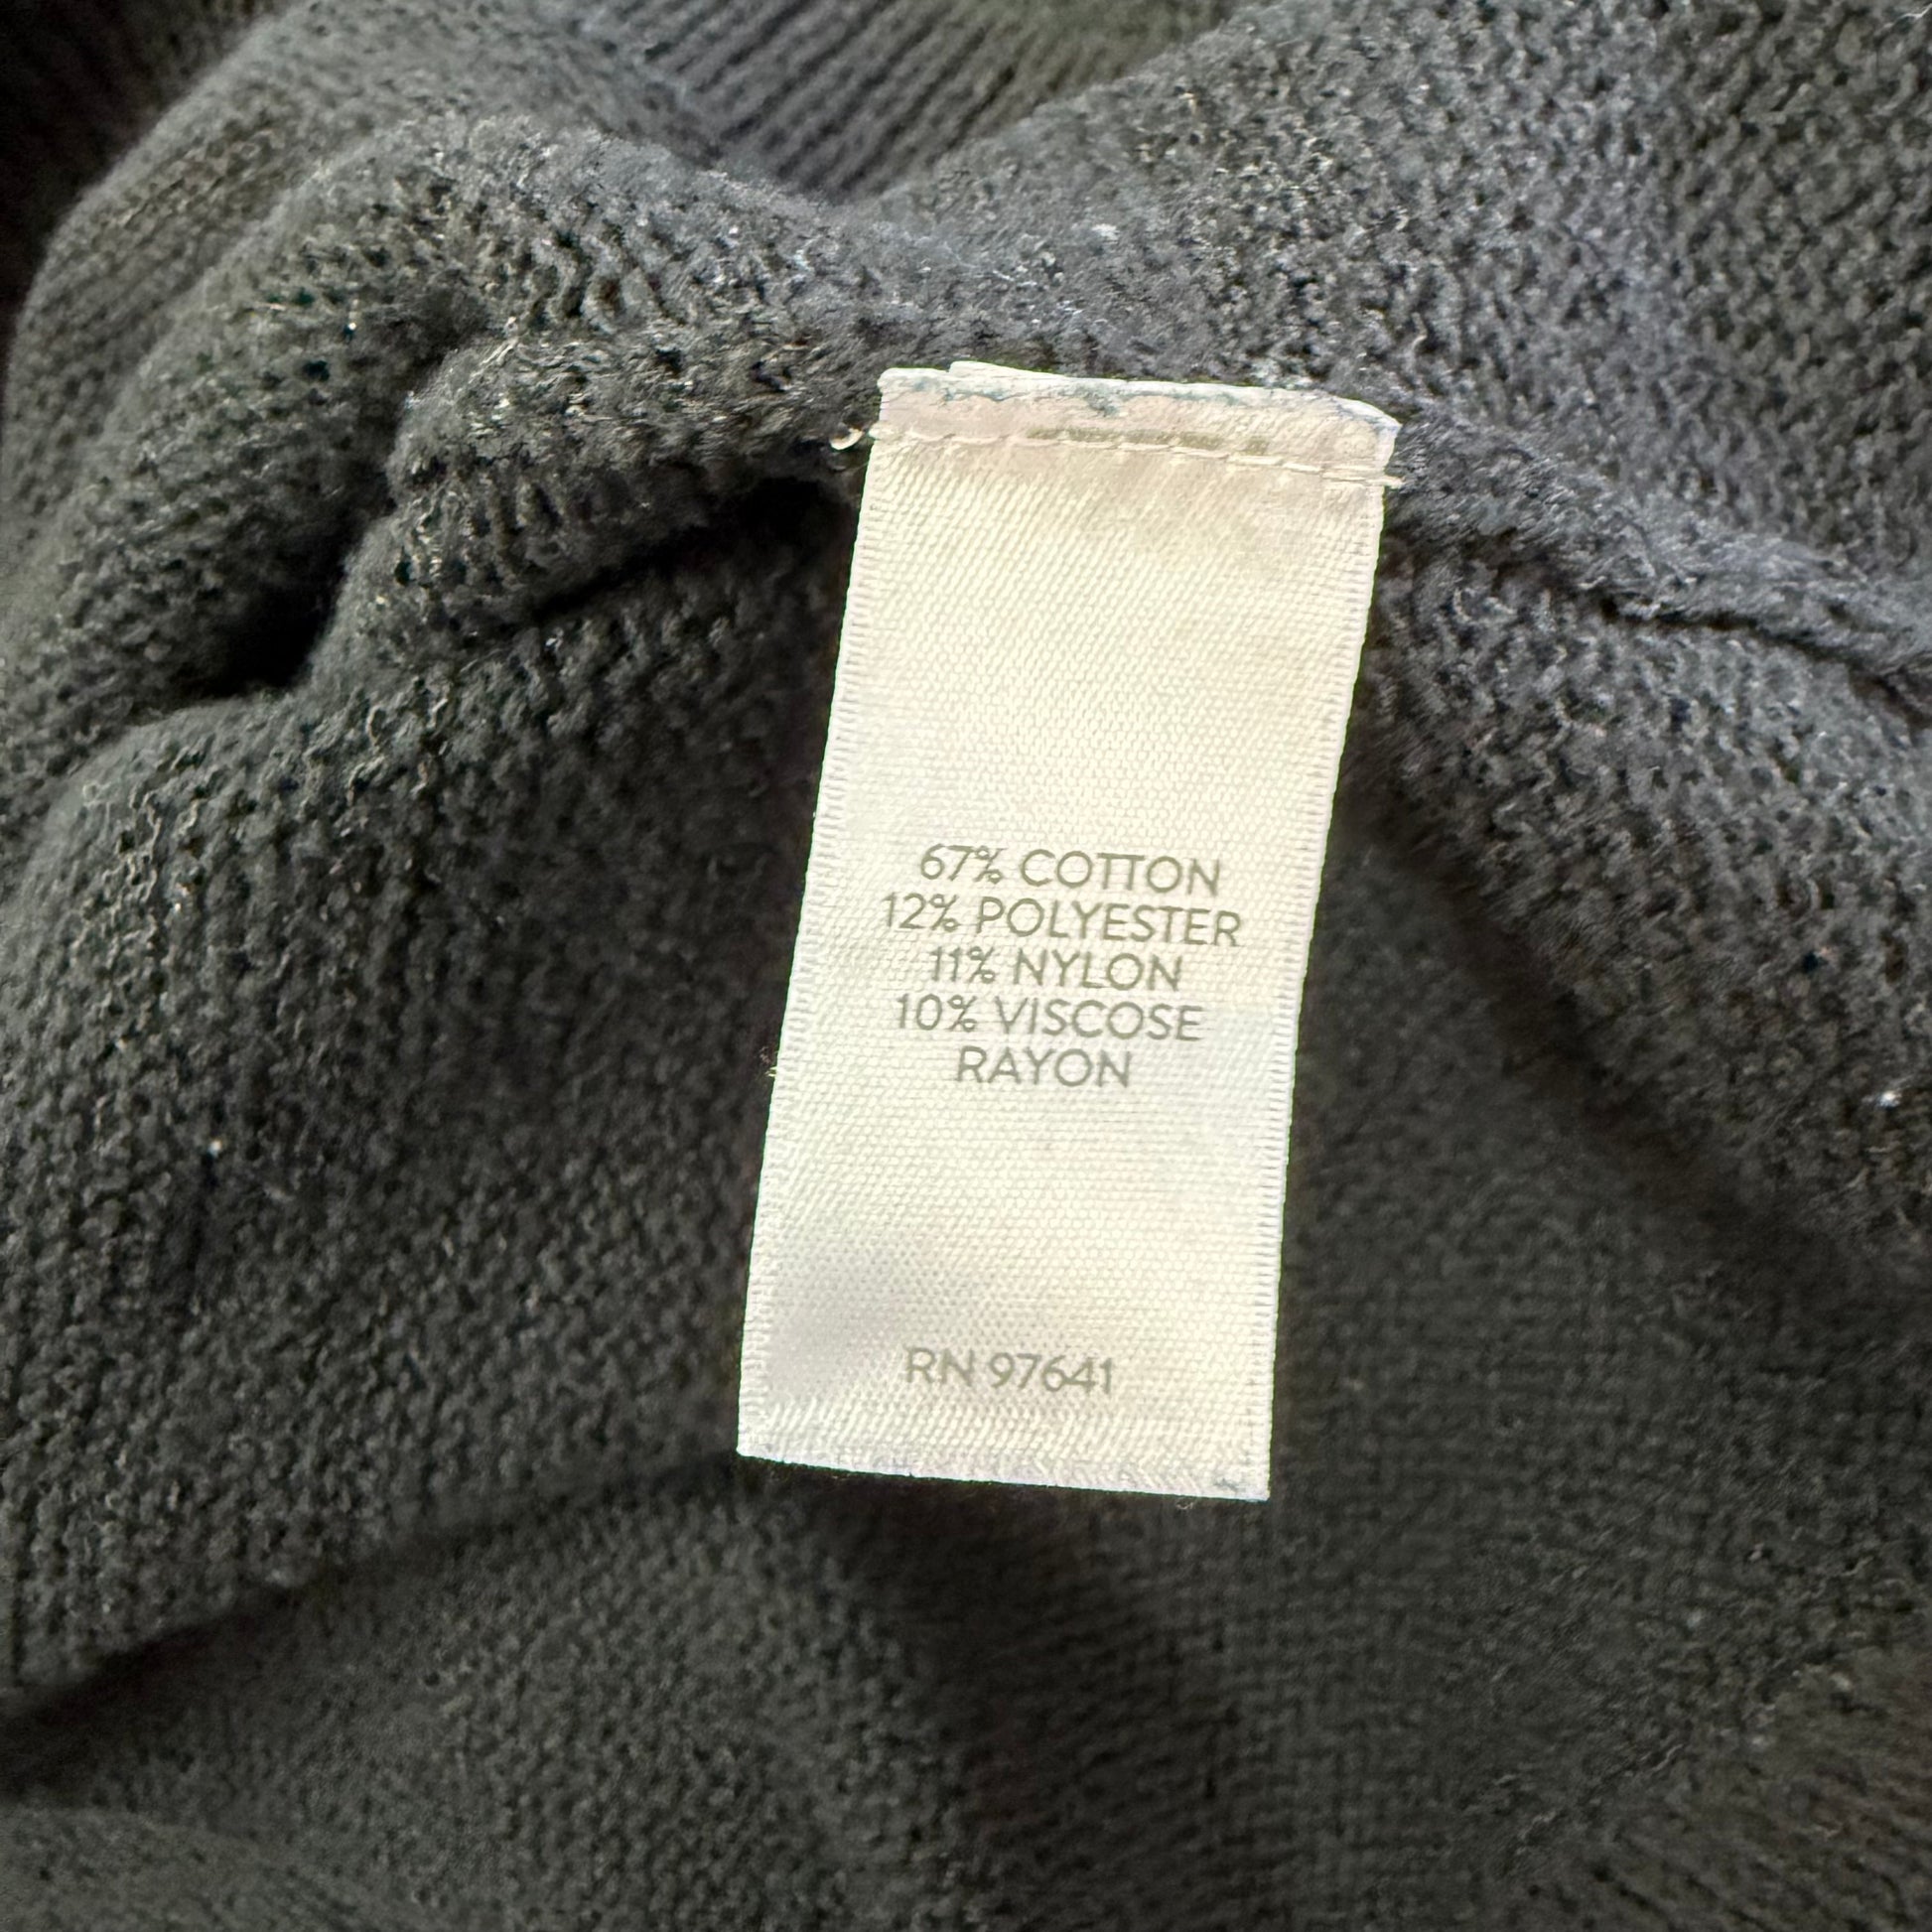 67% COTTON
12% POLYESTER
11% NYLON
10% VISCOSE
RAYON
RN 97641